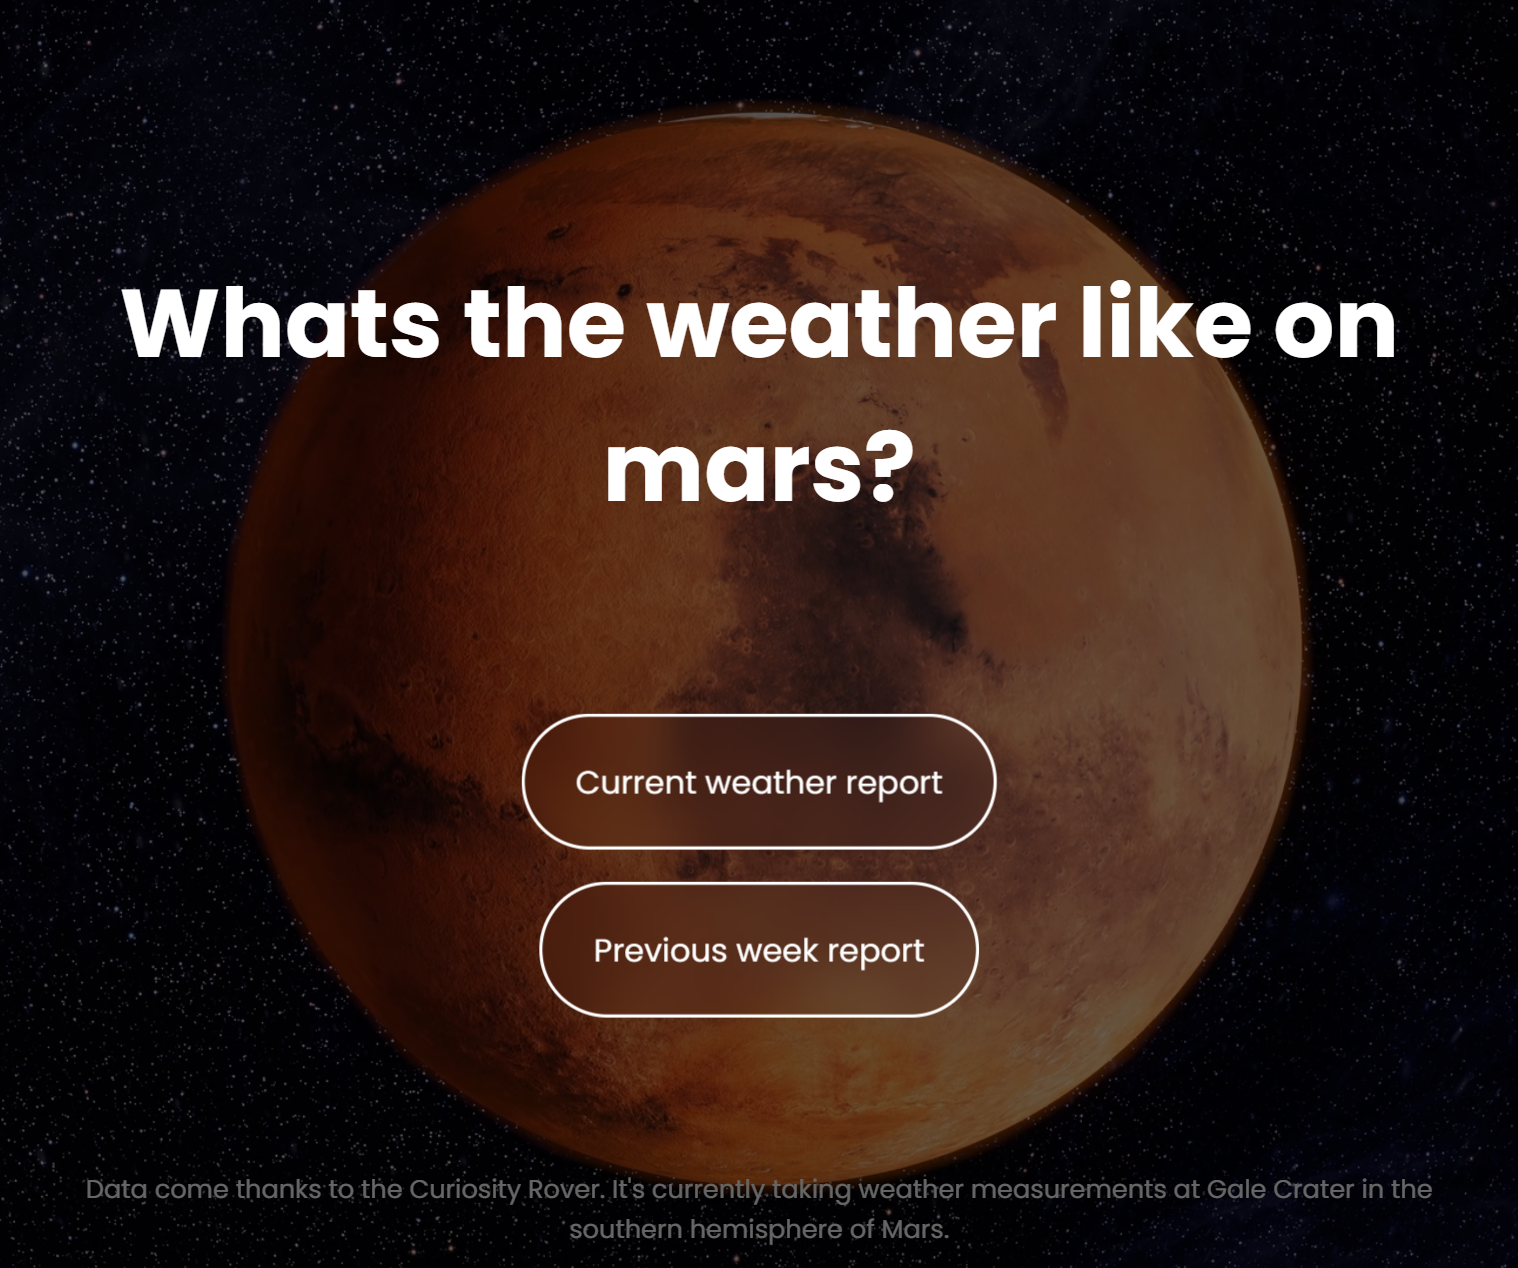 Whats the weather like on
mars?
Current weather report
Previous week report
Data come thanks to the Curiosity Rover. It's currently taking weather measurements at Gale Crater in the
southern hemisphere of Mars.